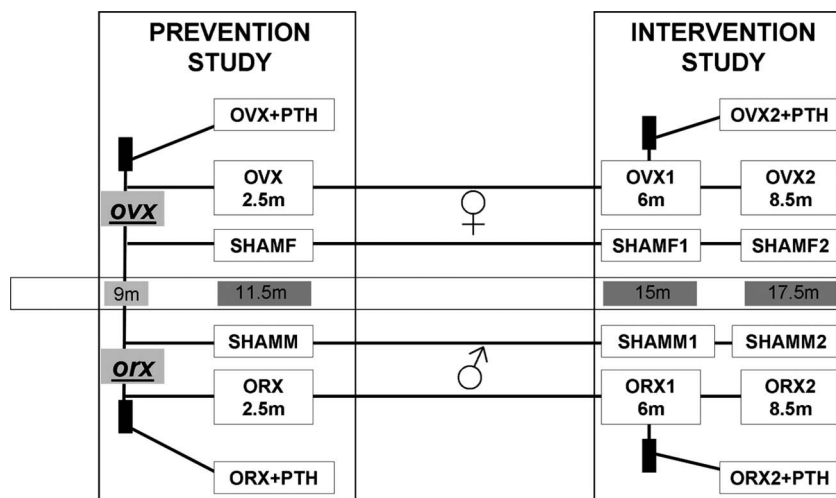 PREVENTION
STUDY
INTERVENTION
STUDY
OVX+PTH
OVX2+PTH
ovx
OVX
2.5m
OVX1
6m
OVX2
8.5m
SHAMF
SHAMF1
SHAMF2
9m
11.5m
15m
17.5m
SHAMM
SHAMM1
SHAMM2
orx
ORX
2.5m
ORX1
6m
ORX2
8.5m
ORX+PTH
ORX2+PTH